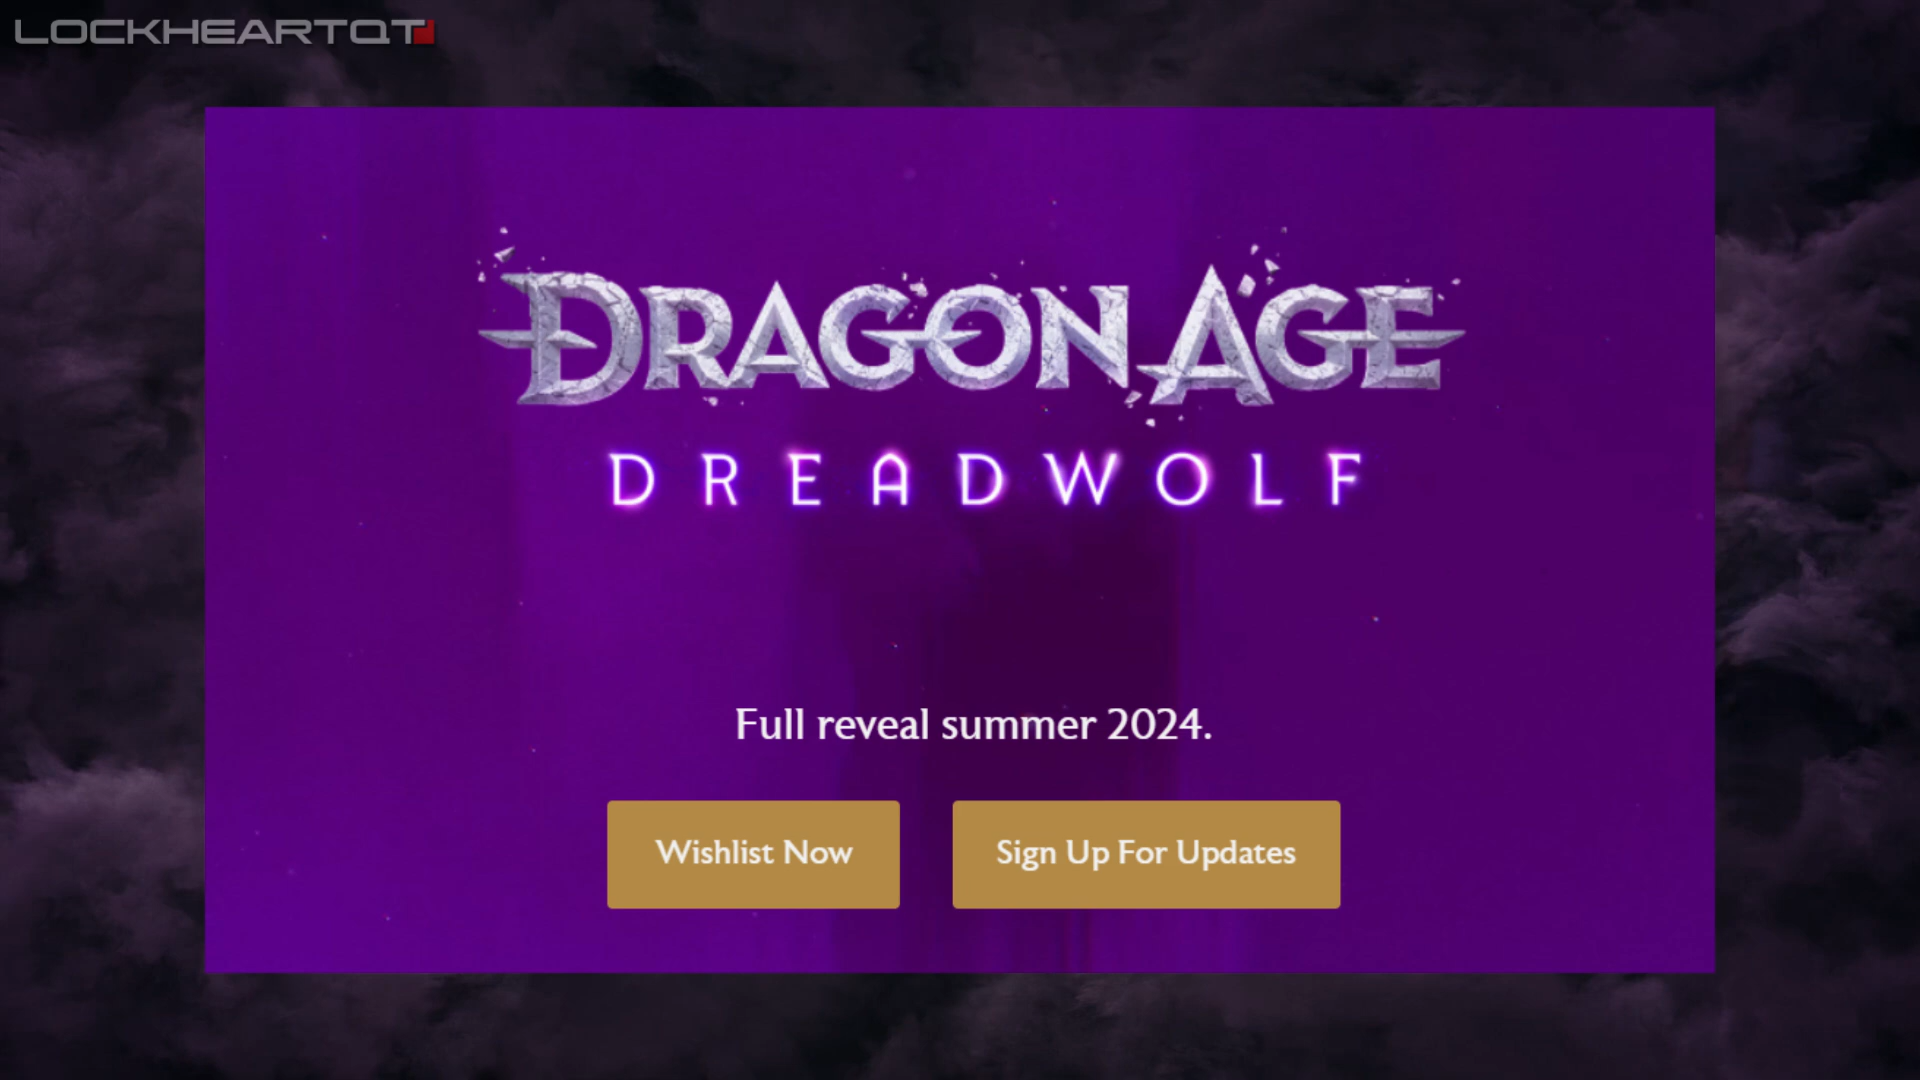 LOCKHEARTQT
DRAGON AGE
DREADWOLF
Full reveal summer 2024.
Wishlist Now
Sign Up For Updates